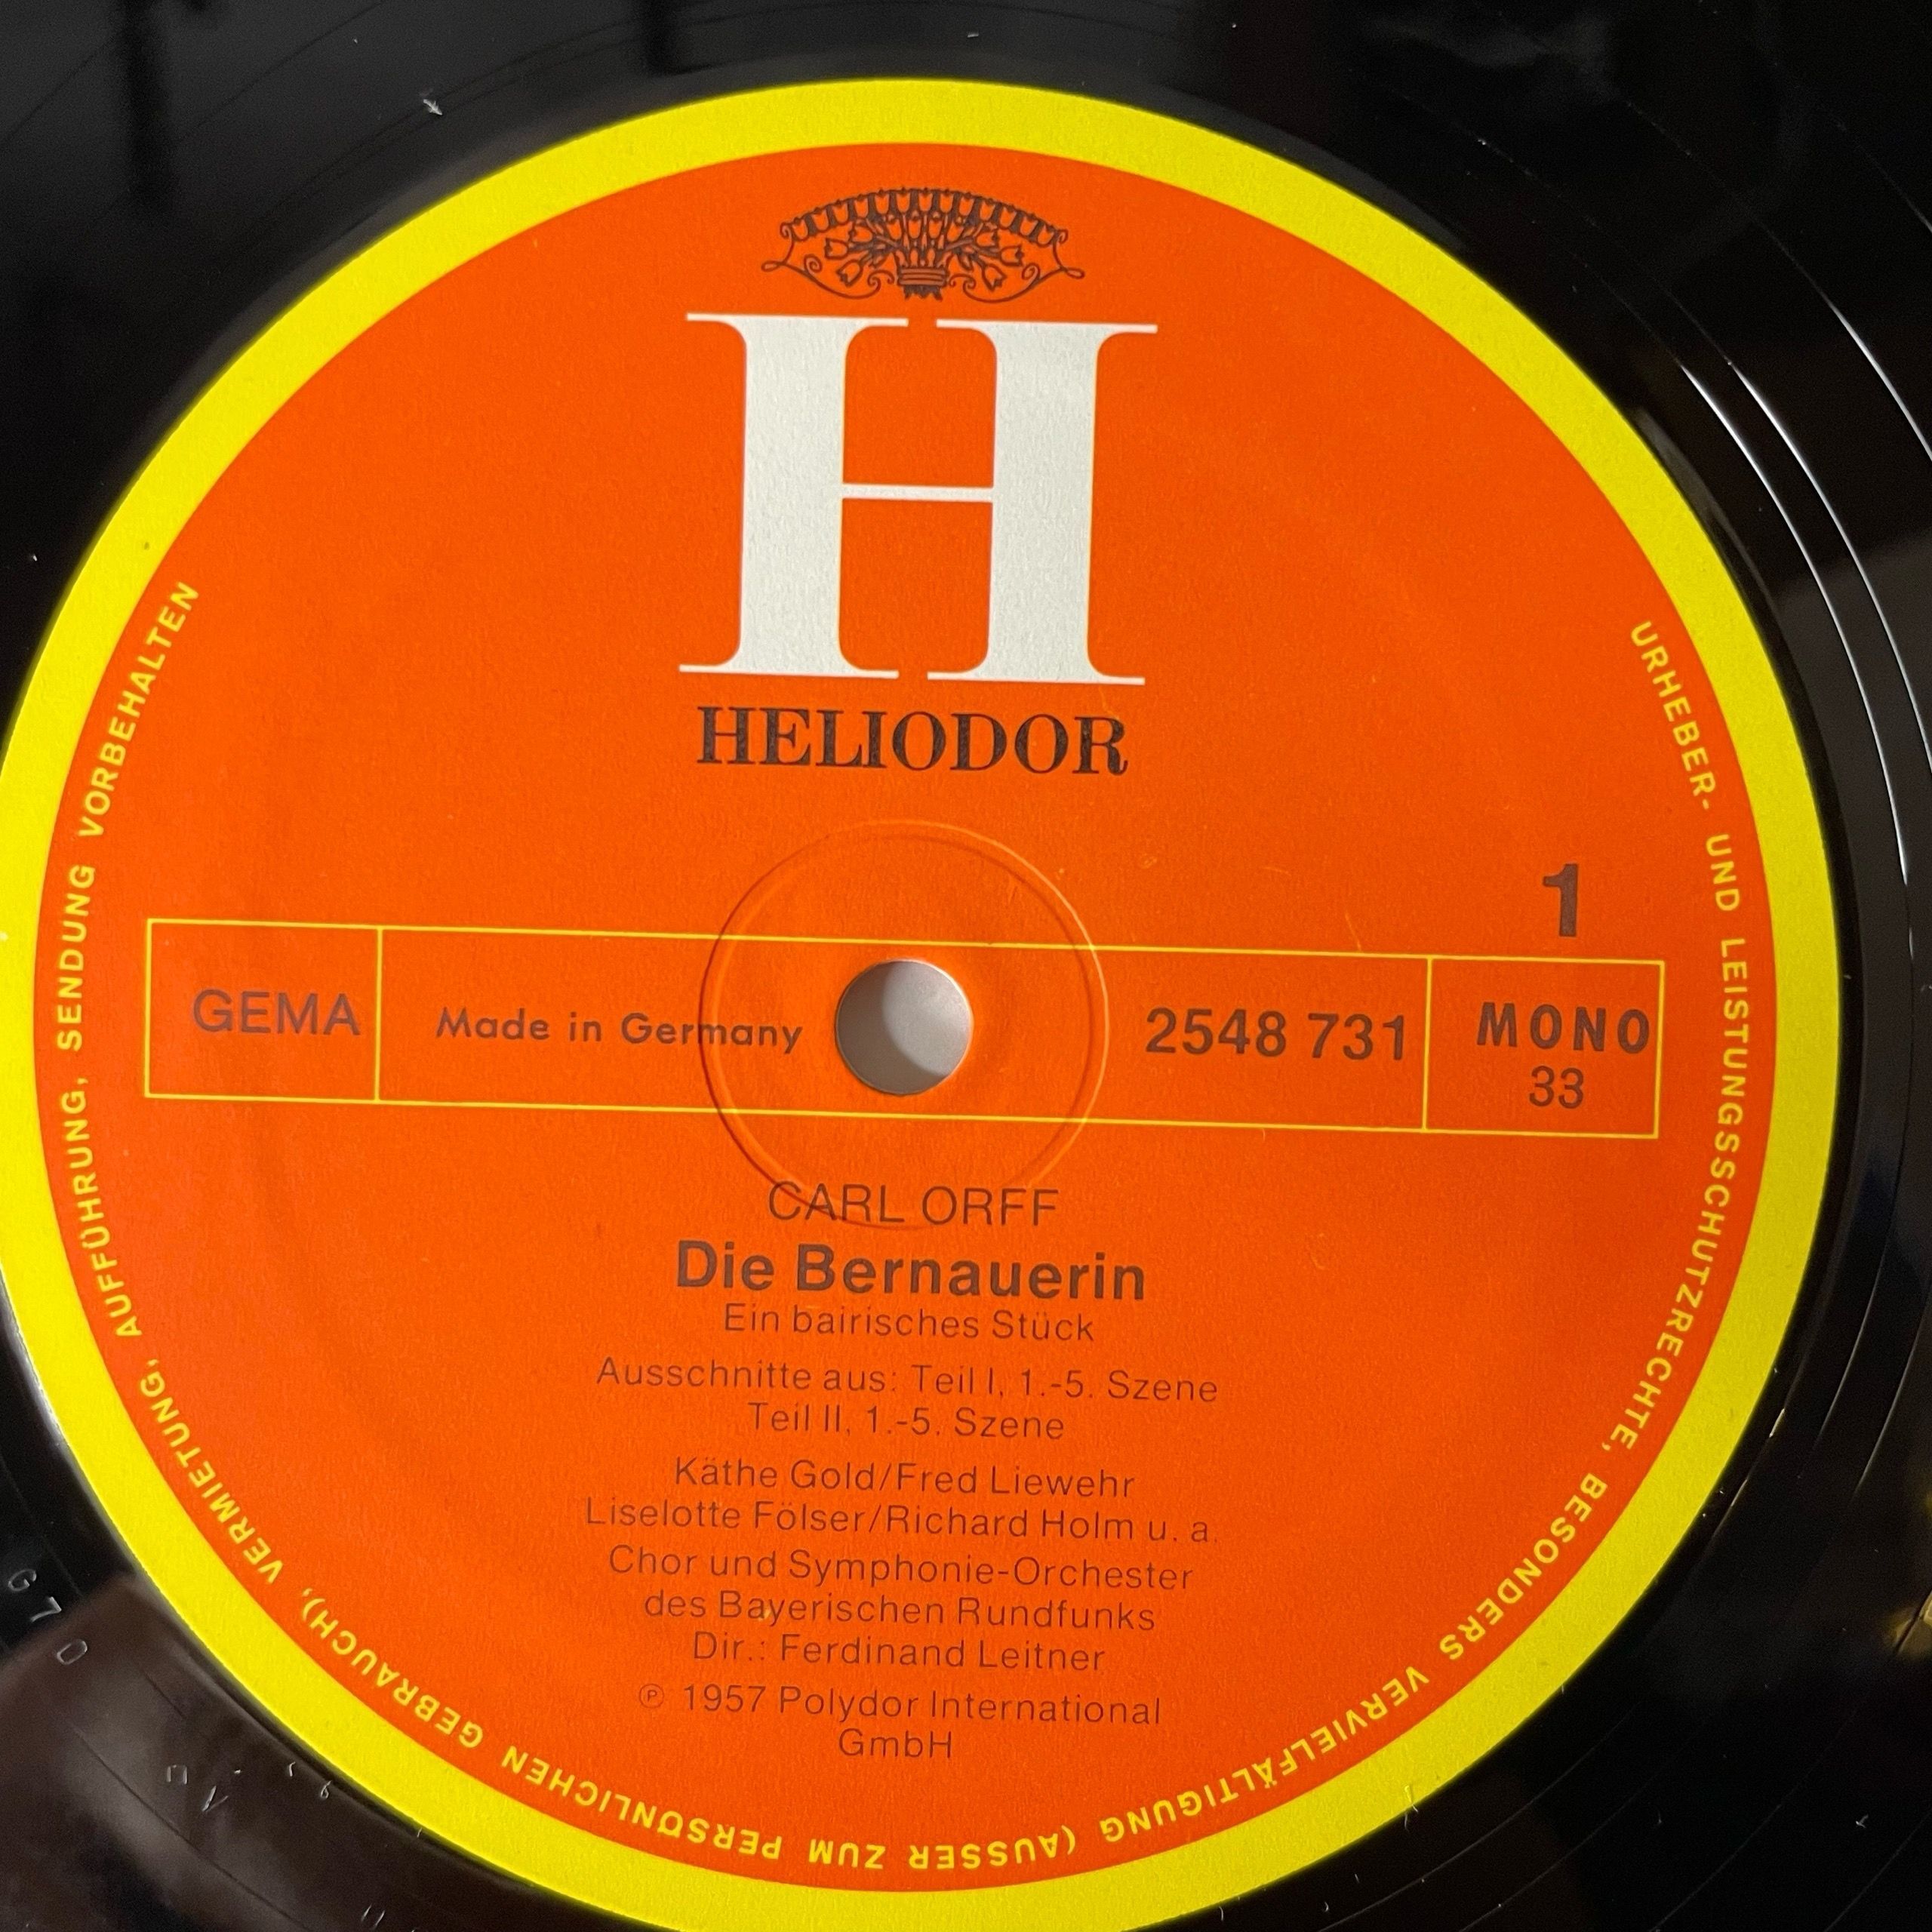 H
HELIODOR
1
GEMA
Made in Germany
2548 731
MONO
33
CARL ORFF
Die Bernauerin
Ein bairisches Stück
Ausschnitte aus: Teil I, 1.-5. Szene
Teil II, 1.-5. Szene
Käthe Gold/Fred Liewehr
Liselotte Fölser/Richard Holm u. a.
Chor und Symphonie-Orchester
des Bayerischen Rundfunks
Dir.: Ferdinand Leitner
℗ 1957 Polydor International
GmbH
URHEBER- UND LEISTUNGSSCHUTZRECHTE, BESONDERS VERVIELFÄLTIGUNG (AUSSER ZUM PERSÖNLICHEN GEBRAUCH), VERMIETUNG, AUFFÜHRUNG, SENDUNG VORBEHALTEN